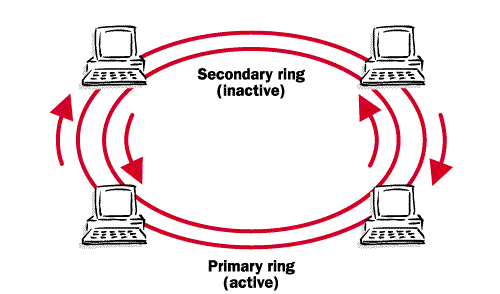 Secondary ring
(inactive)
Primary ring
(active)